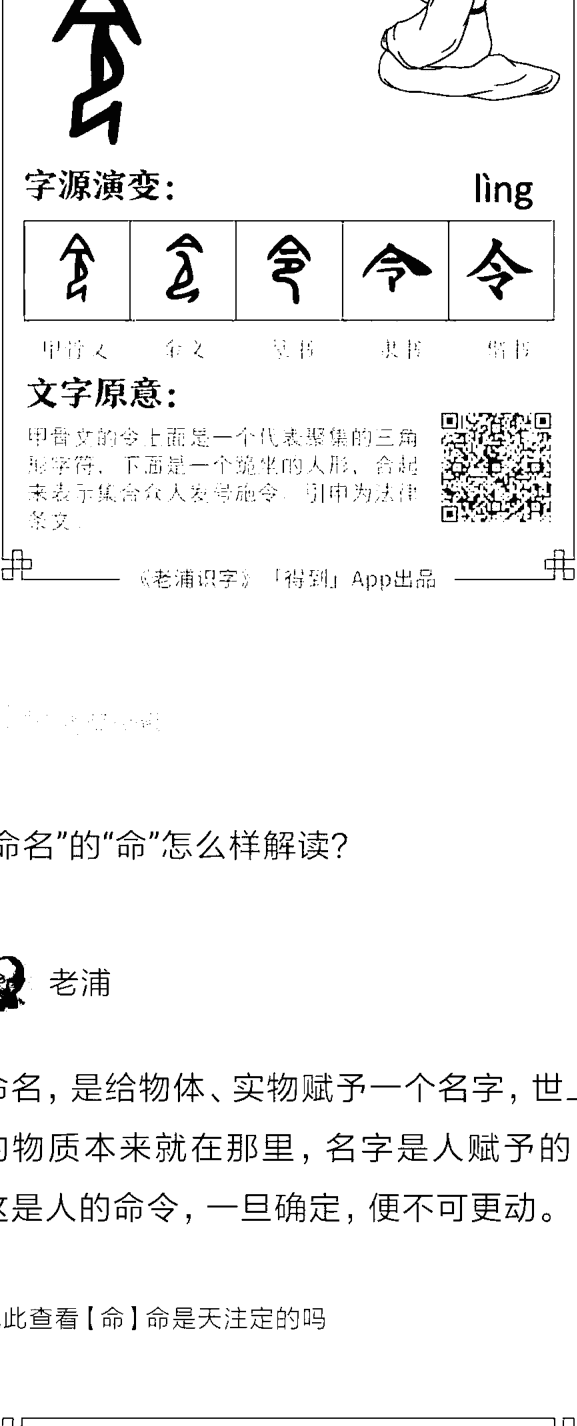 字源演变： lìng
甲骨文 金文 篆书 隶书 楷书
文字原意：
甲骨文的令上面是一个代表聚集的三角
形字符，下面是一个跪坐的人形，合起
来表示集合众人发号施令。引申为法律
条文。
《老浦识字》「得到」App出品
命名”的“命”怎么样解读？
老浦
命名，是给物体、实物赋予一个名字，世上
的物质本来就在那里，名字是人赋予的
这是人的命令，一旦确定，便不可更动。
此查看【命】命是天注定的吗